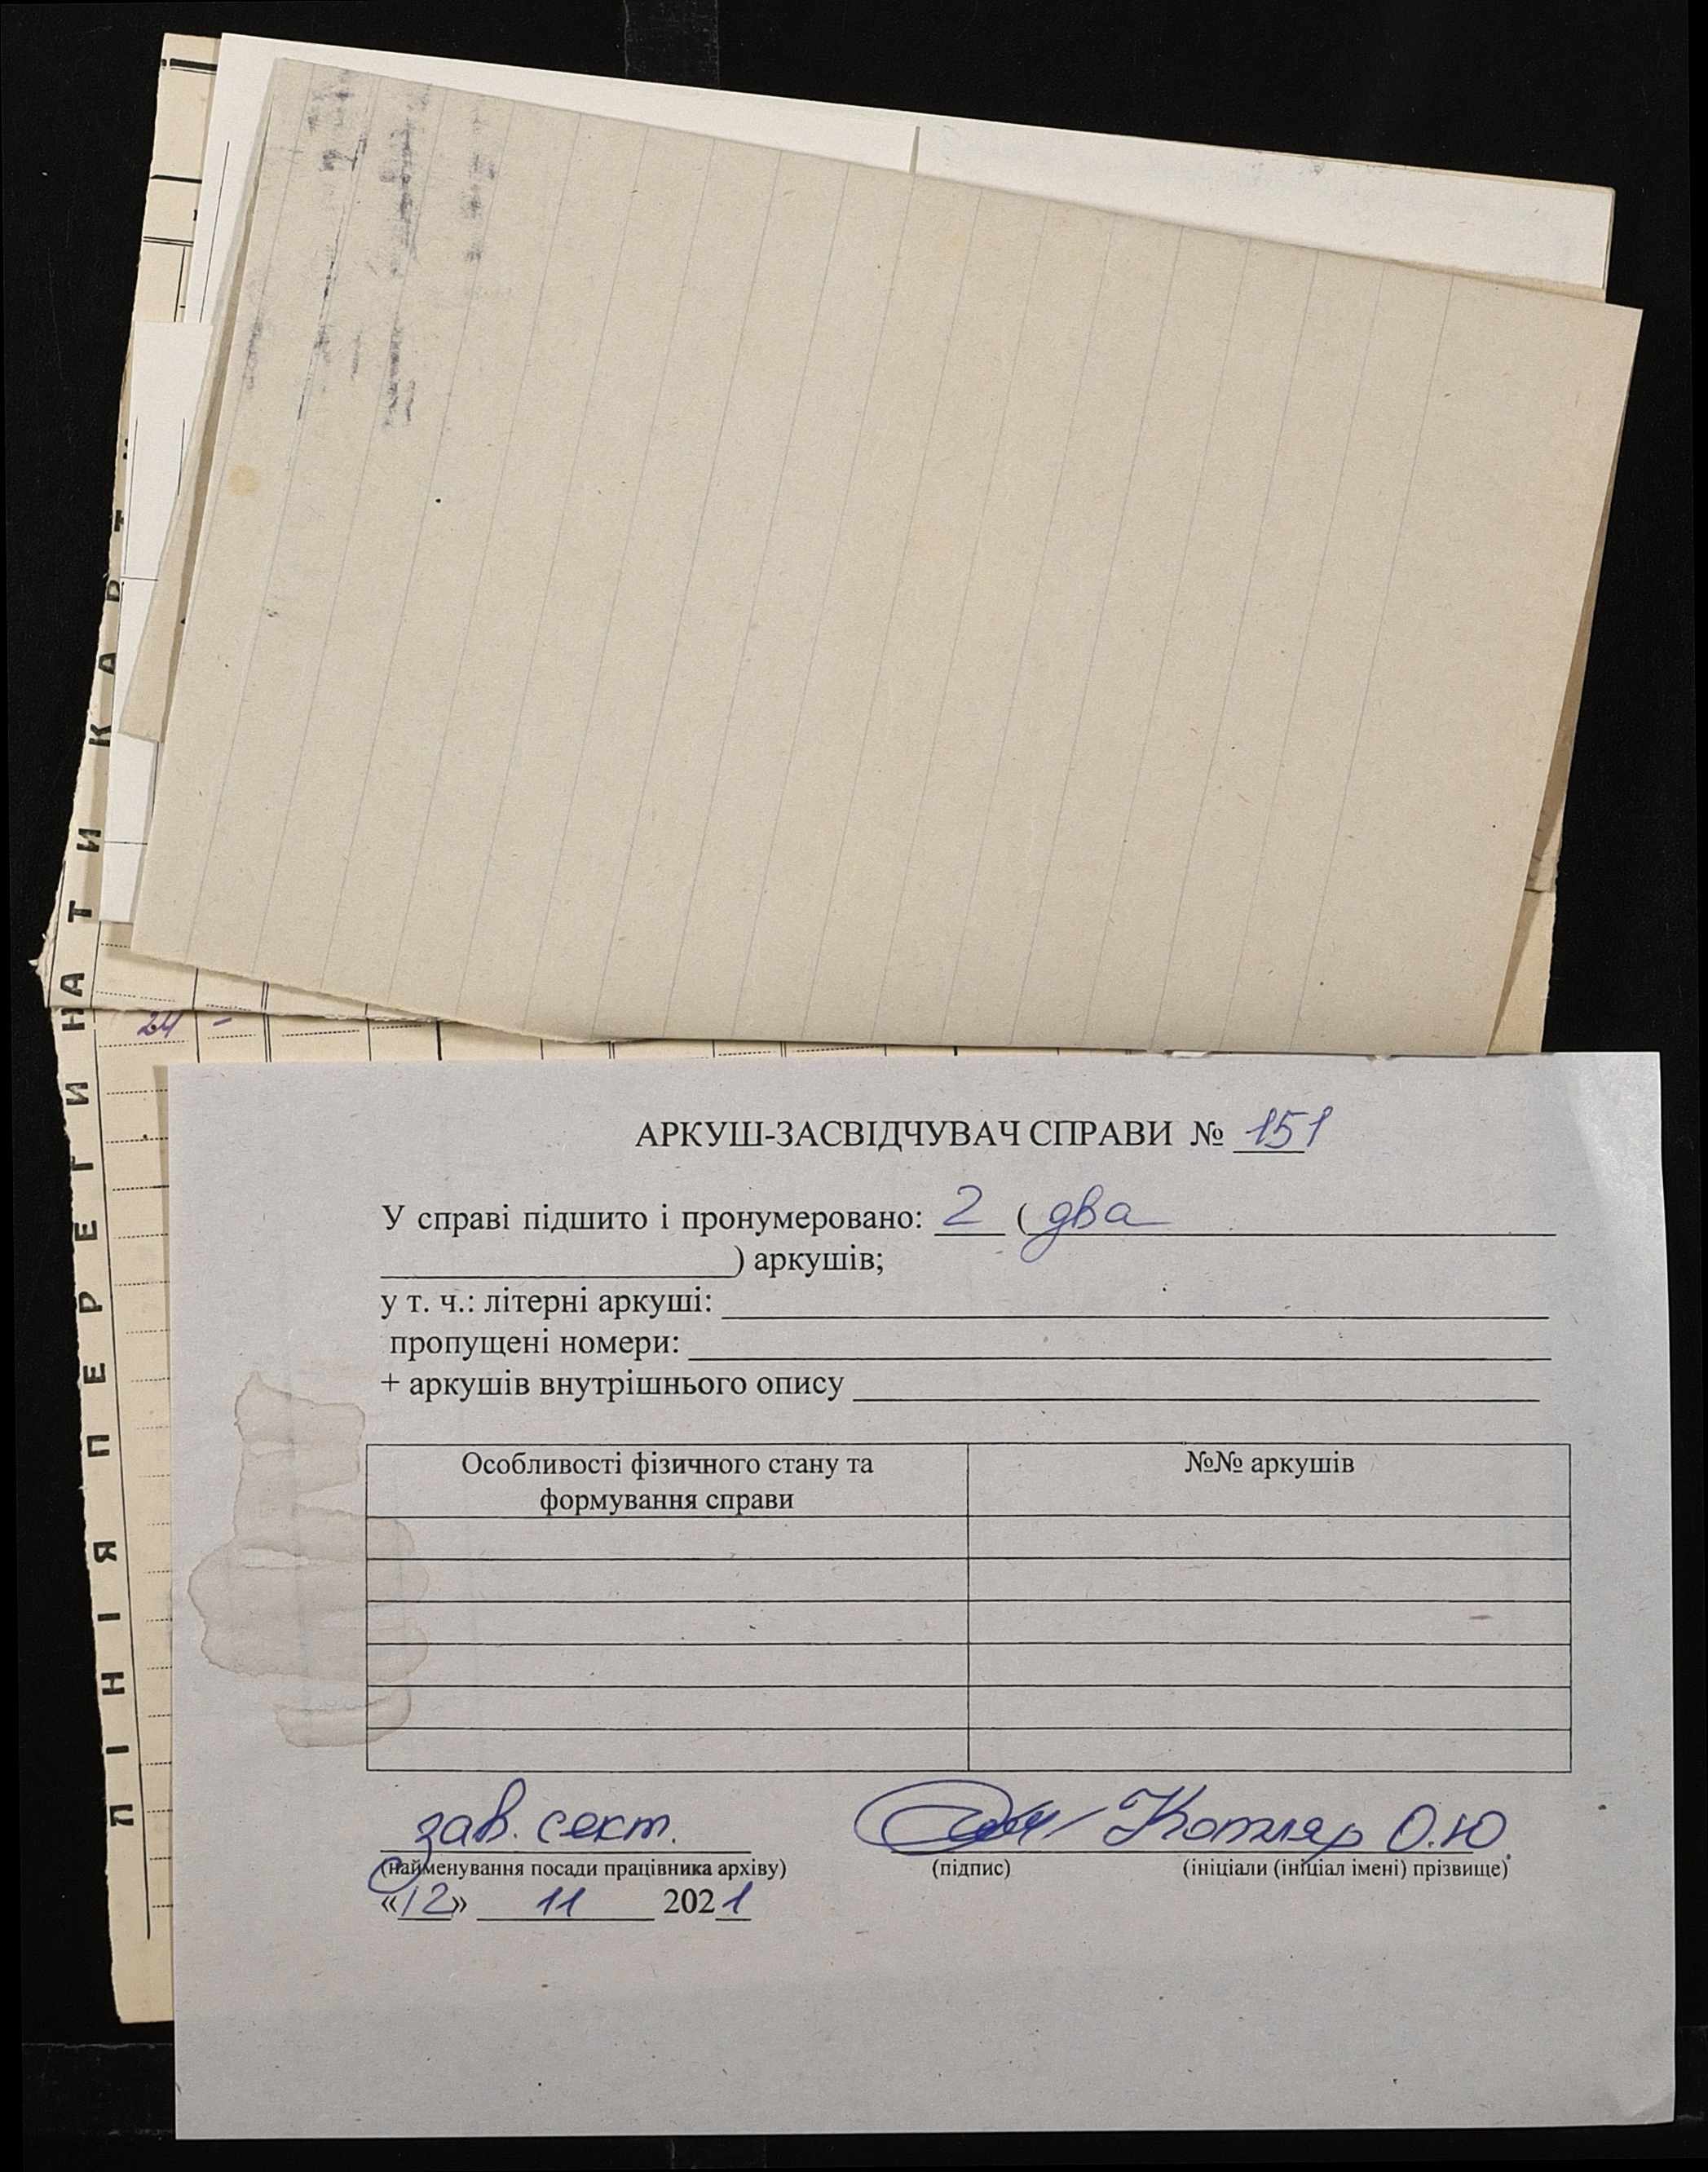 24 -
ЛІНІЯ ПЕРЕГИНАТИ КАРТ
АРКУШ-ЗАСВІДЧУВАЧ СПРАВИ № 151
У справі підшито і пронумеровано: 2 ( два
) аркушів;
у т. ч.: літерні аркуші:
пропущені номери:
+ аркушів внутрішнього опису
Особливості фізичного стану та формування справи
№№ аркушів
зав. сект. Котляр О.Ю
(найменування посади працівника архіву) (підпис) (ініціали (ініціал імені) прізвище)
«12» 11 2021